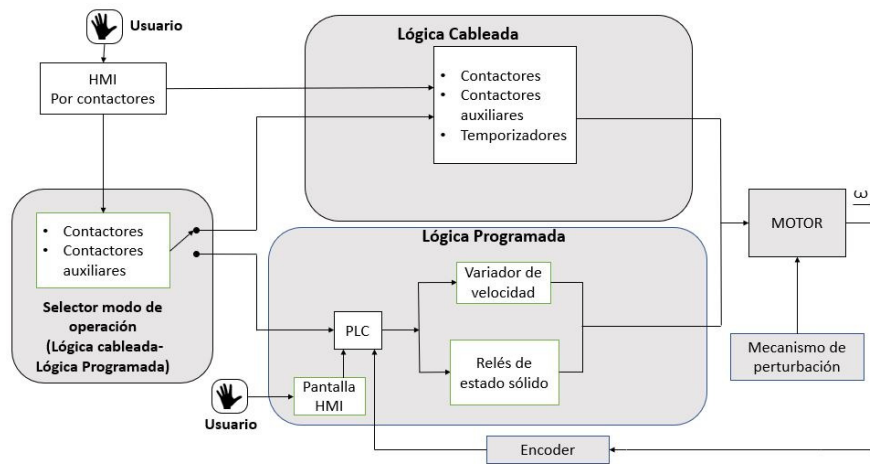 Usuario
HMI
Por contactores
Lógica Cableada
• Contactores
• Contactores
auxiliares
• Temporizadores
• Contactores
• Contactores
auxiliares
Selector modo de
operación
(Lógica cableada-
Lógica Programada)
Lógica Programada
Variador de
velocidad
PLC
Relés de
estado sólido
Pantalla
HMI
Usuario
MOTOR
ω
Mecanismo de
perturbación
Encoder